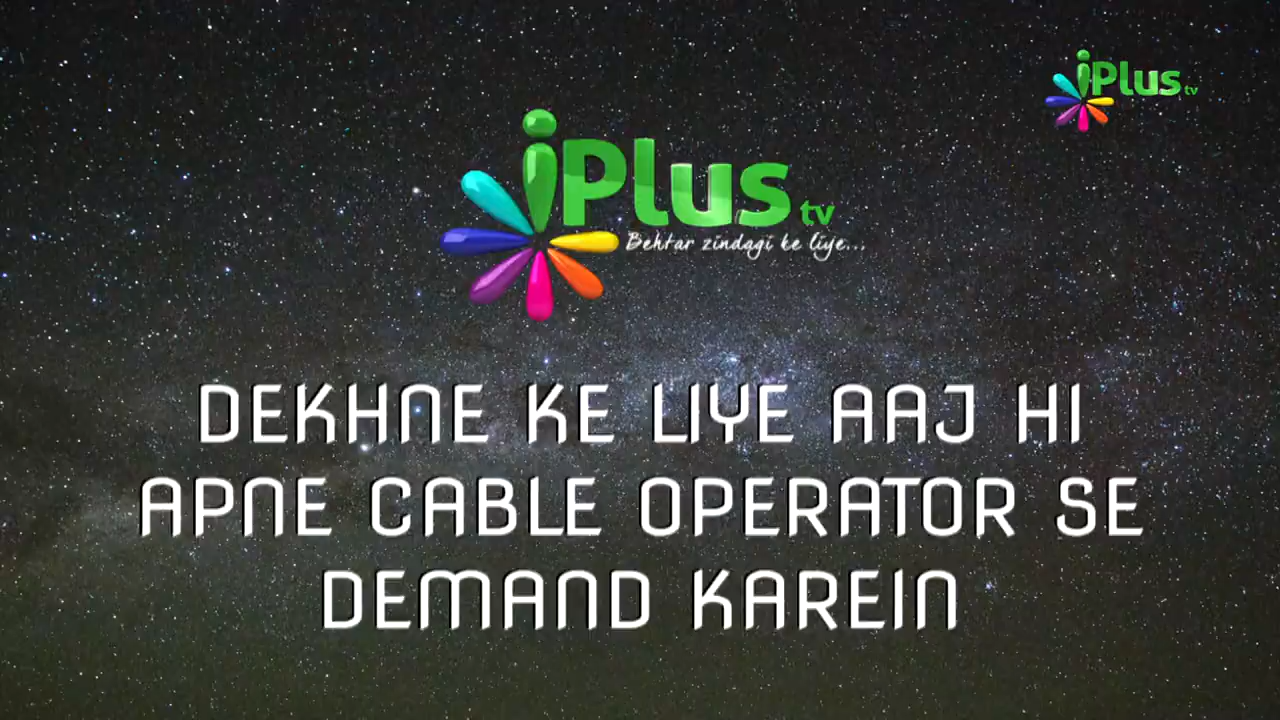 iPlus tv
iPlus tv
Behtar zindagi ke liye...
DEKHNE KE LIYE AAJ HI
APNE CABLE OPERATOR SE
DEMAND KAREIN